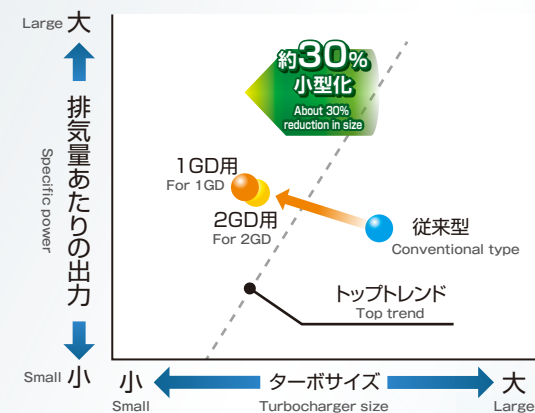 Large 大
排気量あたりの出力
Specific power
Small 小
約30%
小型化
About 30%
reduction in size
1GD用
For 1GD
2GD用
For 2GD
従来型
Conventional type
トップトレンド
Top trend
小
Small
ターボサイズ
Turbocharger size
大
Large